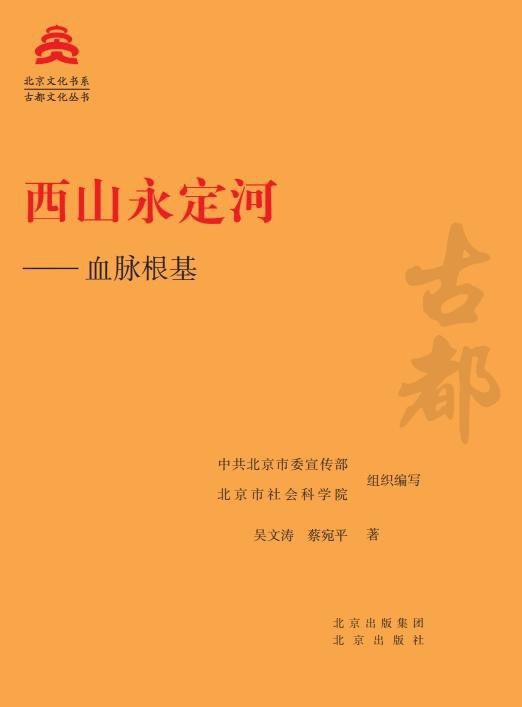 北京文化书系
古都文化丛书
西山永定河
——血脉根基
古都
中共北京市委宣传部
北京市社会科学院
组织编写
吴文涛 蔡宛平 著
北京出版集团
北京出版社